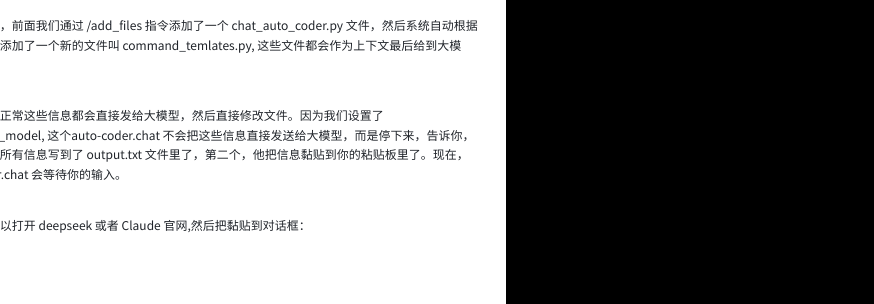 ，前面我们通过 /add_files 指令添加了一个 chat_auto_coder.py 文件，然后系统自动根据
添加了一个新的文件叫 command_temlates.py, 这些文件都会作为上下文最后给到大模
正常这些信息都会直接发给大模型，然后直接修改文件。因为我们设置了
_model, 这个auto-coder.chat 不会把这些信息直接发送给大模型，而是停下来，告诉你，
所有信息写到了 output.txt 文件里了，第二个，他把信息黏贴到你的粘贴板里了。现在，
r.chat 会等待你的输入。
以打开 deepseek 或者 Claude 官网,然后把黏贴到对话框：